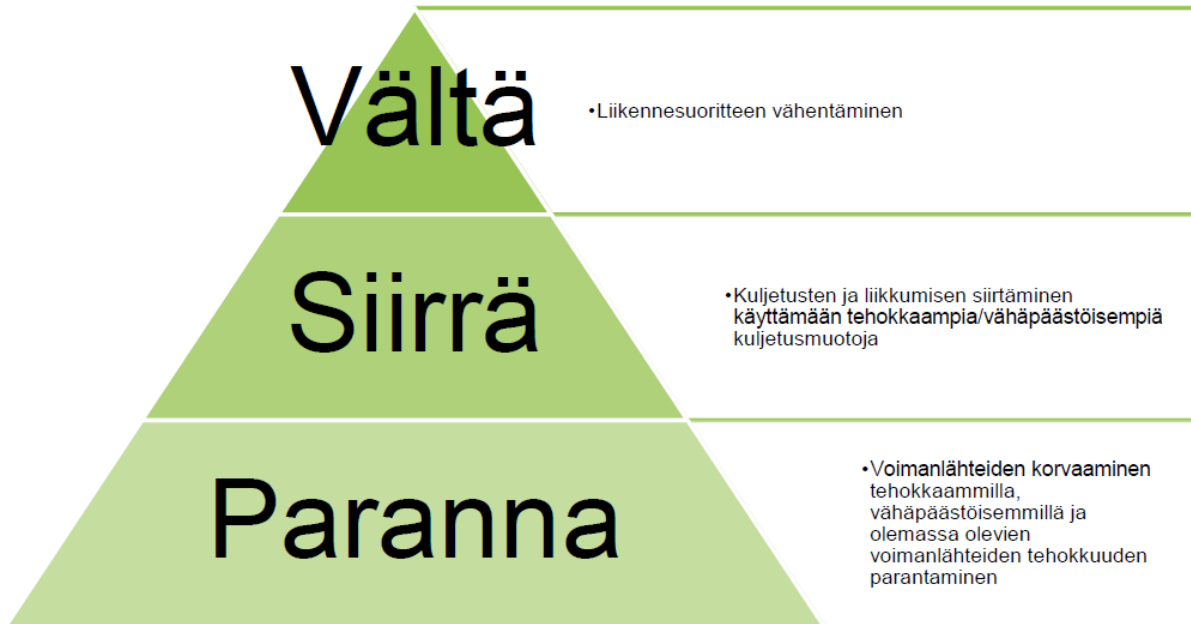 Vältä
•Liikennesuoritteen vähentäminen
Siirrä
•Kuljetusten ja liikkumisen siirtäminen
käyttämään tehokkaampia/vähäpäästöisempiä
kuljetusmuotoja
Paranna
•Voimanlähteiden korvaaminen
tehokkaammilla,
vähäpäästöisemmillä ja
olemassa olevien
voimanlähteiden tehokkuuden
parantaminen